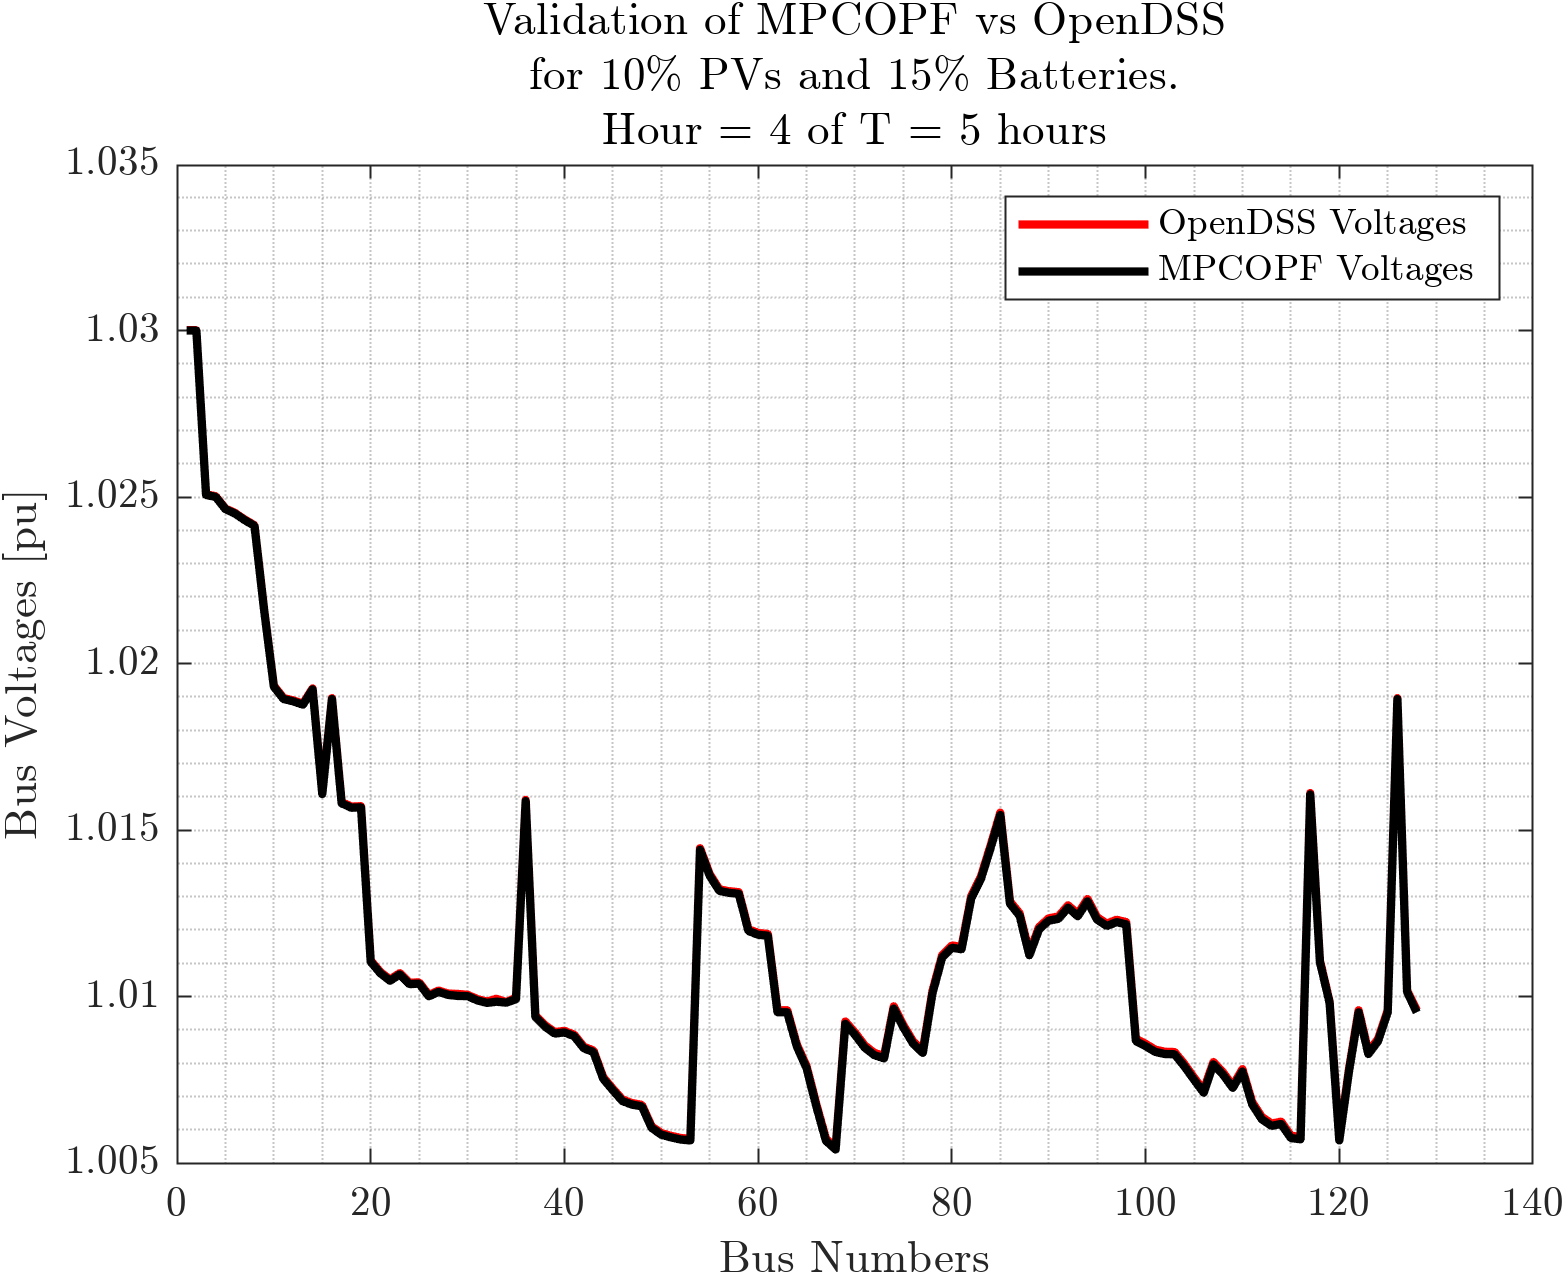 Validation of MPCOPF vs OpenDSS
for 10% PVs and 15% Batteries.
Hour = 4 of T = 5 hours
1.035
1.03
1.025
1.02
1.015
1.01
1.005
Bus Voltages [pu]
OpenDSS Voltages
MPCOPF Voltages
0 20 40 60 80 100 120 140
Bus Numbers